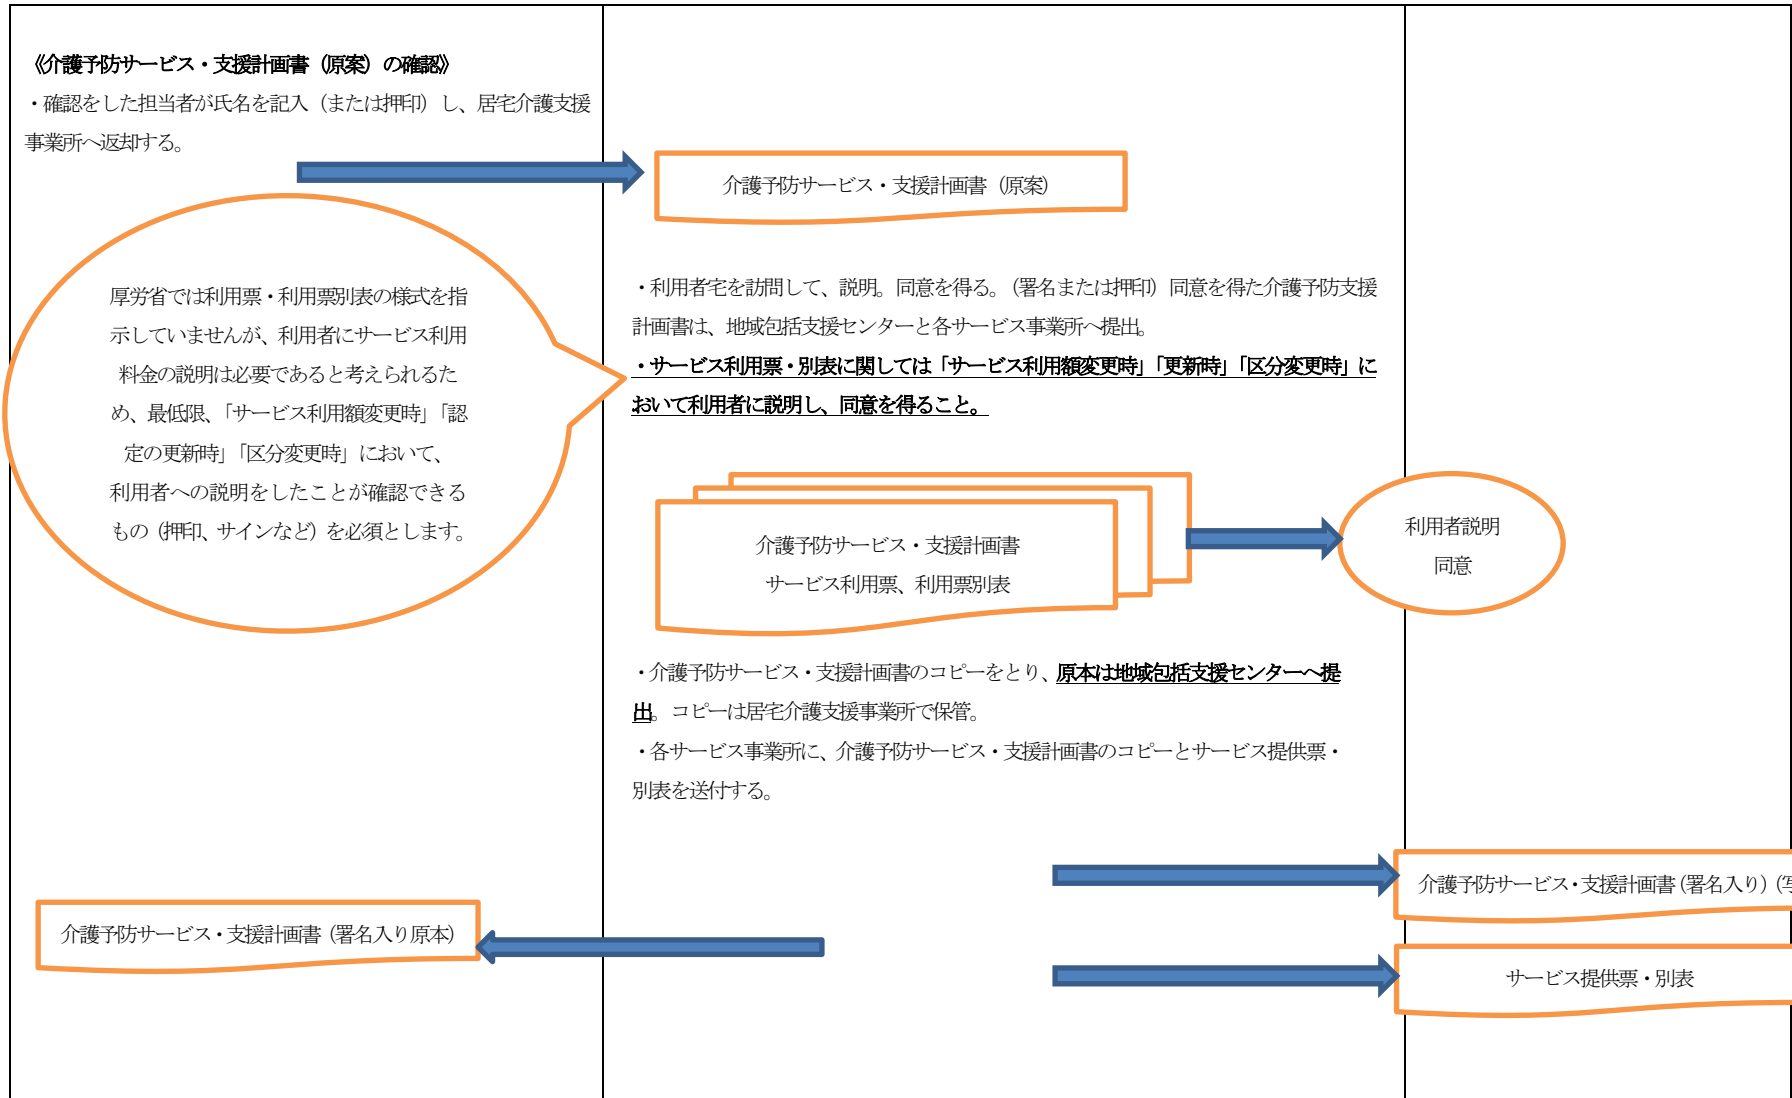 《介護予防サービス・支援計画書（原案）の確認》
・確認をした担当者が氏名を記入（または押印）し、居宅介護支援
事業所へ返却する。
介護予防サービス・支援計画書（原案）
厚労省では利用票・利用票別表の様式を指
示していませんが、利用者にサービス利用
料金の説明は必要であると考えられるた
め、最低限、「サービス利用額変更時」「認
定の更新時」「区分変更時」において、
利用者への説明をしたことが確認できる
もの（押印、サインなど）を必須とします。
・利用者宅を訪問して、説明。同意を得る。（署名または押印）同意を得た介護予防支援
計画書は、地域包括支援センターと各サービス事業所へ提出。
・サービス利用票・別表に関しては「サービス利用額変更時」「更新時」「区分変更時」に
おいて利用者に説明し、同意を得ること。
介護予防サービス・支援計画書
サービス利用票、利用票別表
利用者説明
同意
・介護予防サービス・支援計画書のコピーをとり、原本は地域包括支援センターへ提
出。コピーは居宅介護支援事業所で保管。
・各サービス事業所に、介護予防サービス・支援計画書のコピーとサービス提供票・
別表を送付する。
介護予防サービス・支援計画書（署名入り）（写
介護予防サービス・支援計画書（署名入り原本）
サービス提供票・別表